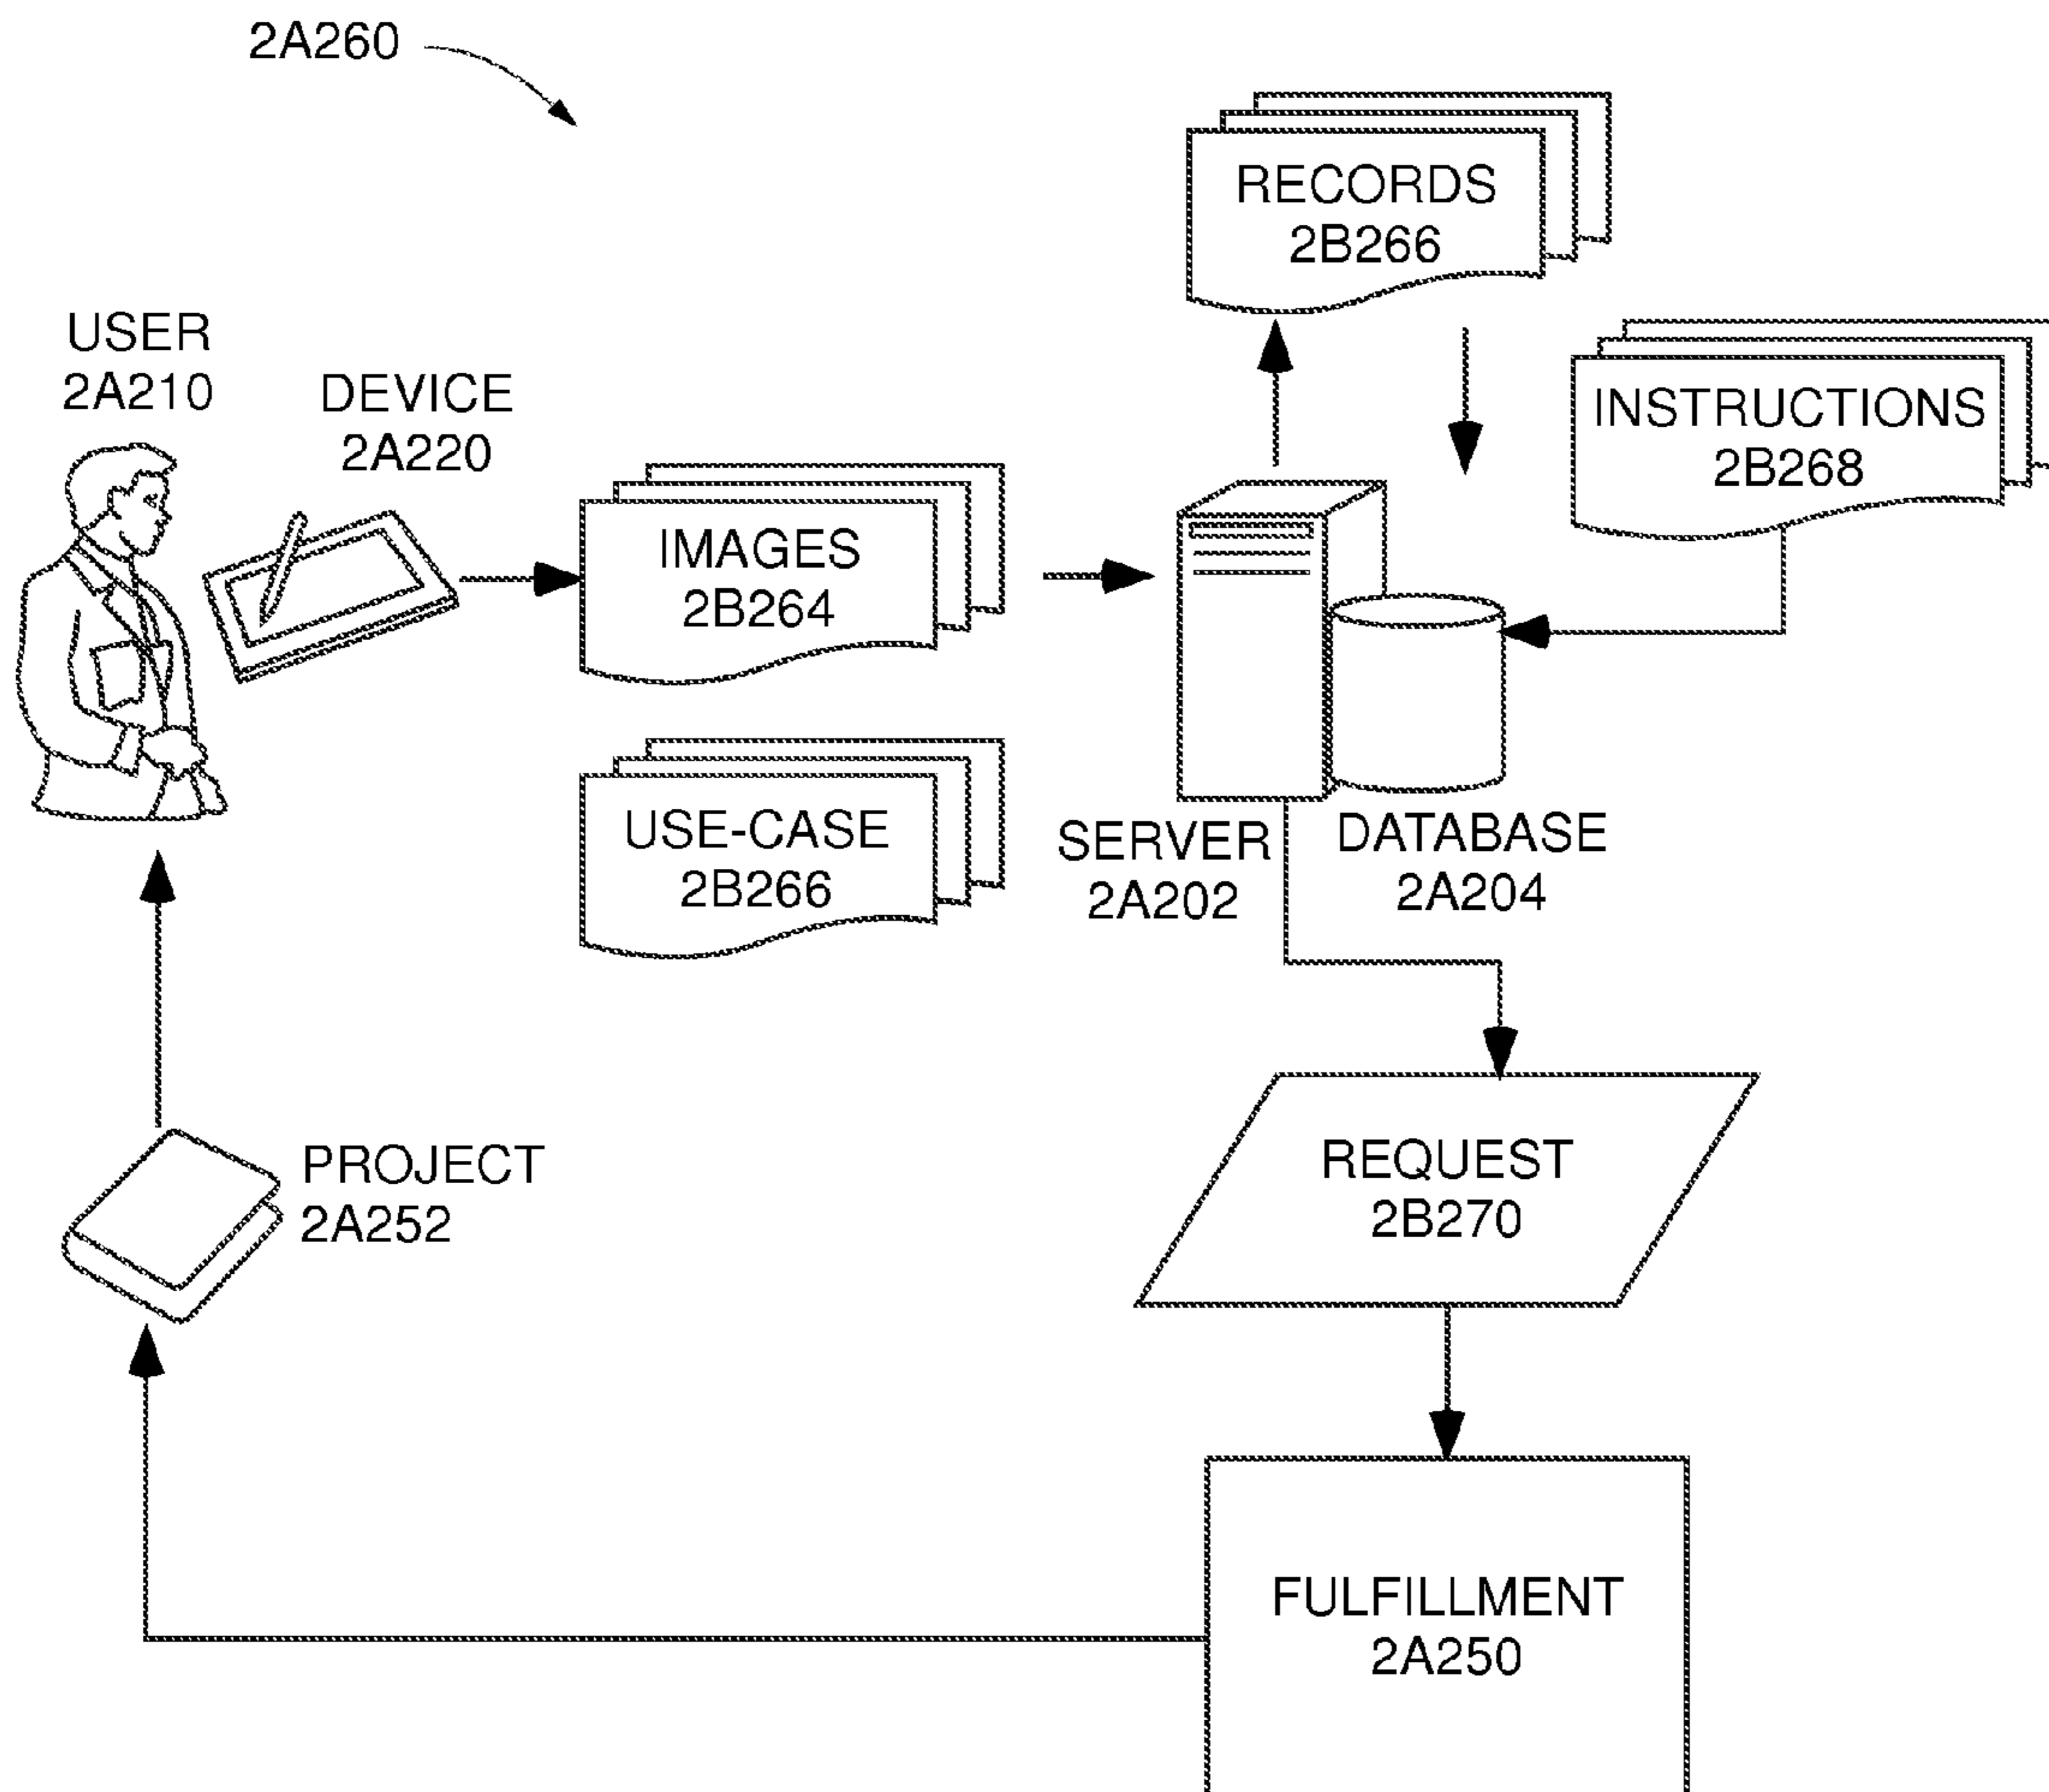 2A260
RECORDS
2B266
USER
2A210
DEVICE
2A220
INSTRUCTIONS
2B268
IMAGES
2B264
USE-CASE
2B266
SERVER
2A202
DATABASE
2A204
PROJECT
2A252
REQUEST
2B270
FULFILLMENT
2A250